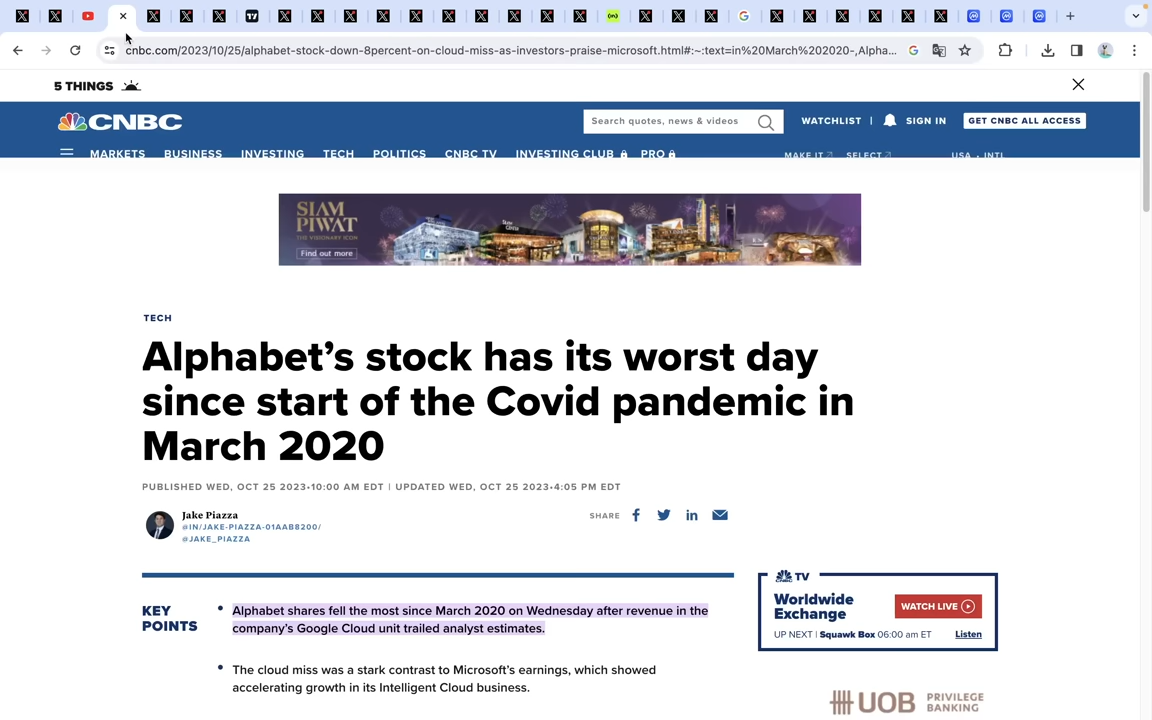 cnbc.com/2023/10/25/alphabet-stock-down-8percent-on-cloud-miss-as-investors-praise-microsoft.html#:~:text=in%20March%202020-,Alpha...
5 THINGS
CNBC
Search quotes, news & videos
WATCHLIST | SIGN IN
GET CNBC ALL ACCESS
MARKETS BUSINESS INVESTING TECH POLITICS CNBC TV INVESTING CLUB PRO
MAKE IT SELECT USA • INTL
SIAM
PIWAT
THE VISIONARY ICON
Find out more
TECH
Alphabet’s stock has its worst day
since start of the Covid pandemic in
March 2020
PUBLISHED WED, OCT 25 2023•10:00 AM EDT | UPDATED WED, OCT 25 2023•4:05 PM EDT
Jake Piazza
@IN/JAKE-PIAZZA-01AAB8200/
@JAKE_PIAZZA
SHARE
KEY
POINTS
• Alphabet shares fell the most since March 2020 on Wednesday after revenue in the
company’s Google Cloud unit trailed analyst estimates.
• The cloud miss was a stark contrast to Microsoft’s earnings, which showed
accelerating growth in its Intelligent Cloud business.
TV
Worldwide
Exchange
WATCH LIVE
UP NEXT | Squawk Box 06:00 am ET
Listen
UOB PRIVILEGE
BANKING